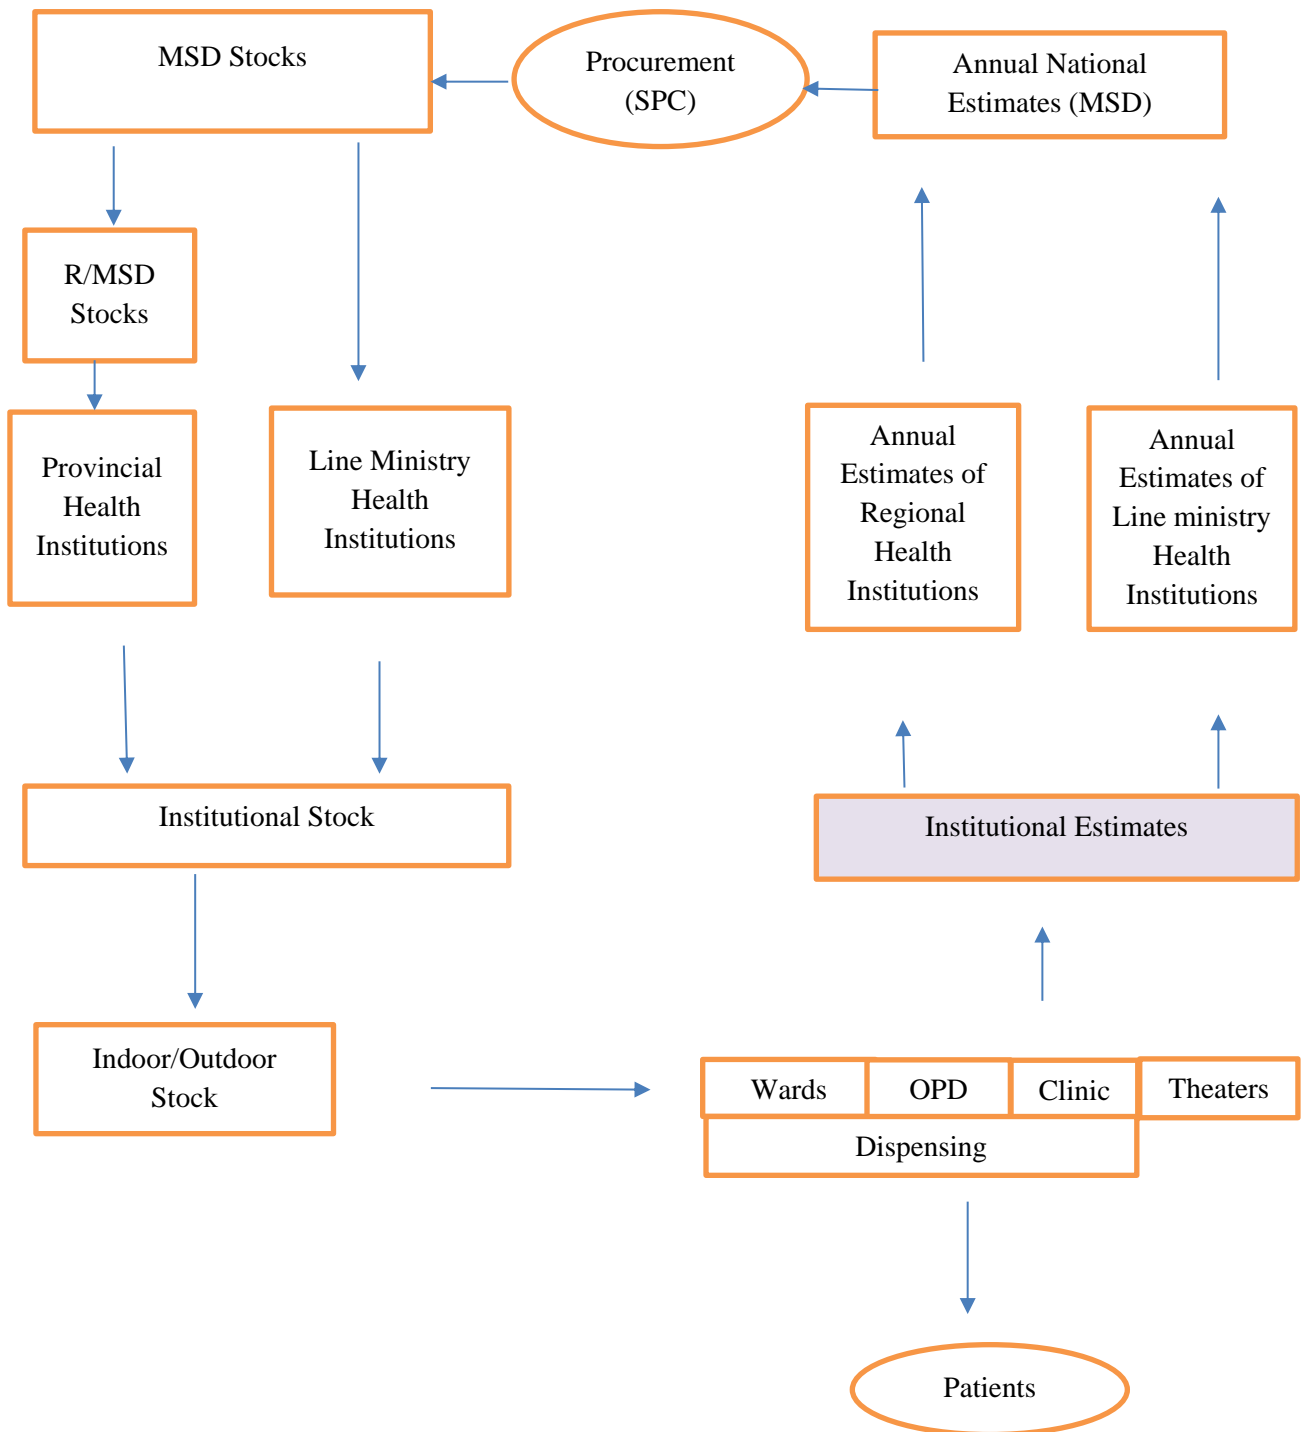 MSD Stocks
Procurement
(SPC)
Annual National
Estimates (MSD)
R/MSD
Stocks
Provincial
Health
Institutions
Line Ministry
Health
Institutions
Annual
Estimates of
Regional
Health
Institutions
Annual
Estimates of
Line ministry
Health
Institutions
Institutional Stock
Institutional Estimates
Indoor/Outdoor
Stock
Wards
OPD
Clinic
Theaters
Dispensing
Patients